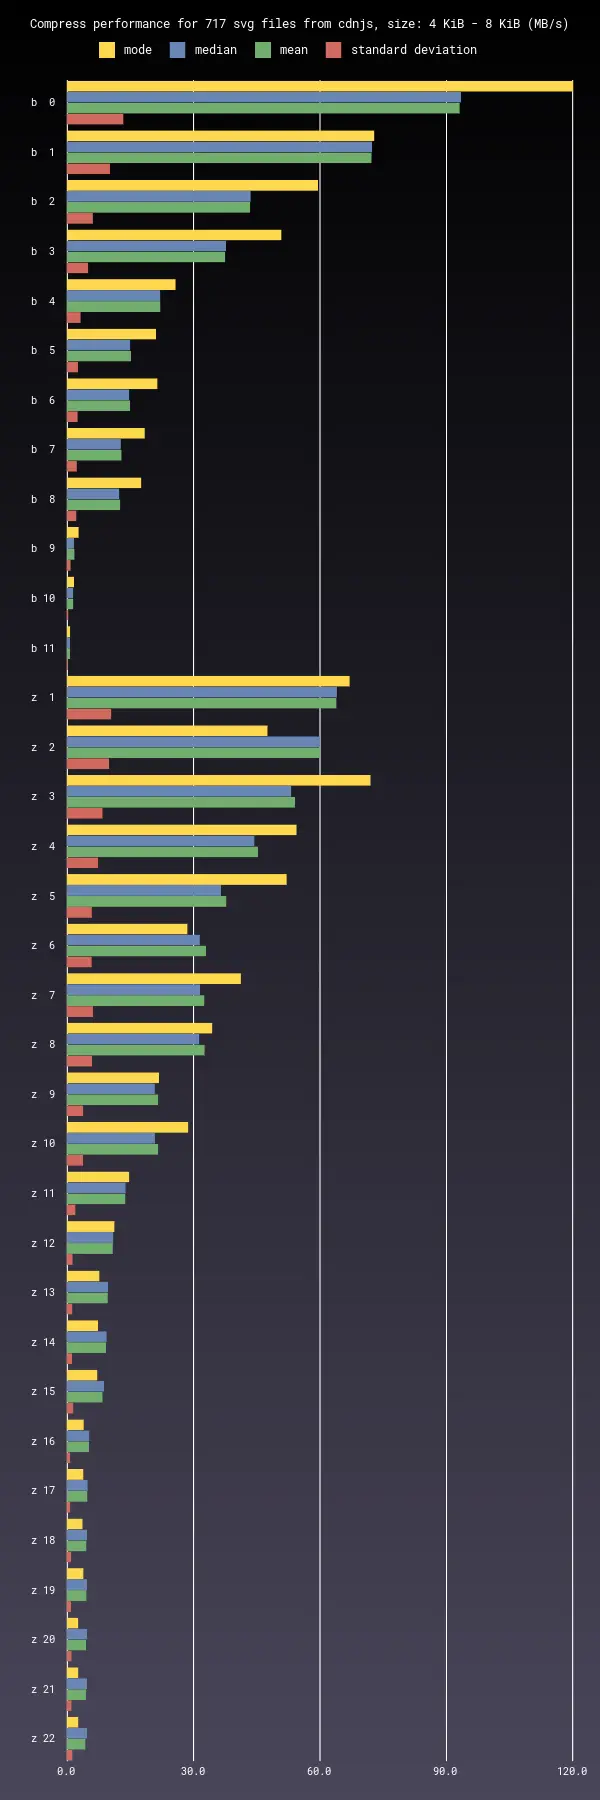 Compress performance for 717 svg files from cdnjs, size: 4 KiB - 8 KiB (MB/s)
mode median mean standard deviation
b 0
b 1
b 2
b 3
b 4
b 5
b 6
b 7
b 8
b 9
b 10
b 11
z 1
z 2
z 3
z 4
z 5
z 6
z 7
z 8
z 9
z 10
z 11
z 12
z 13
z 14
z 15
z 16
z 17
z 18
z 19
z 20
z 21
z 22
0.0 30.0 60.0 90.0 120.0